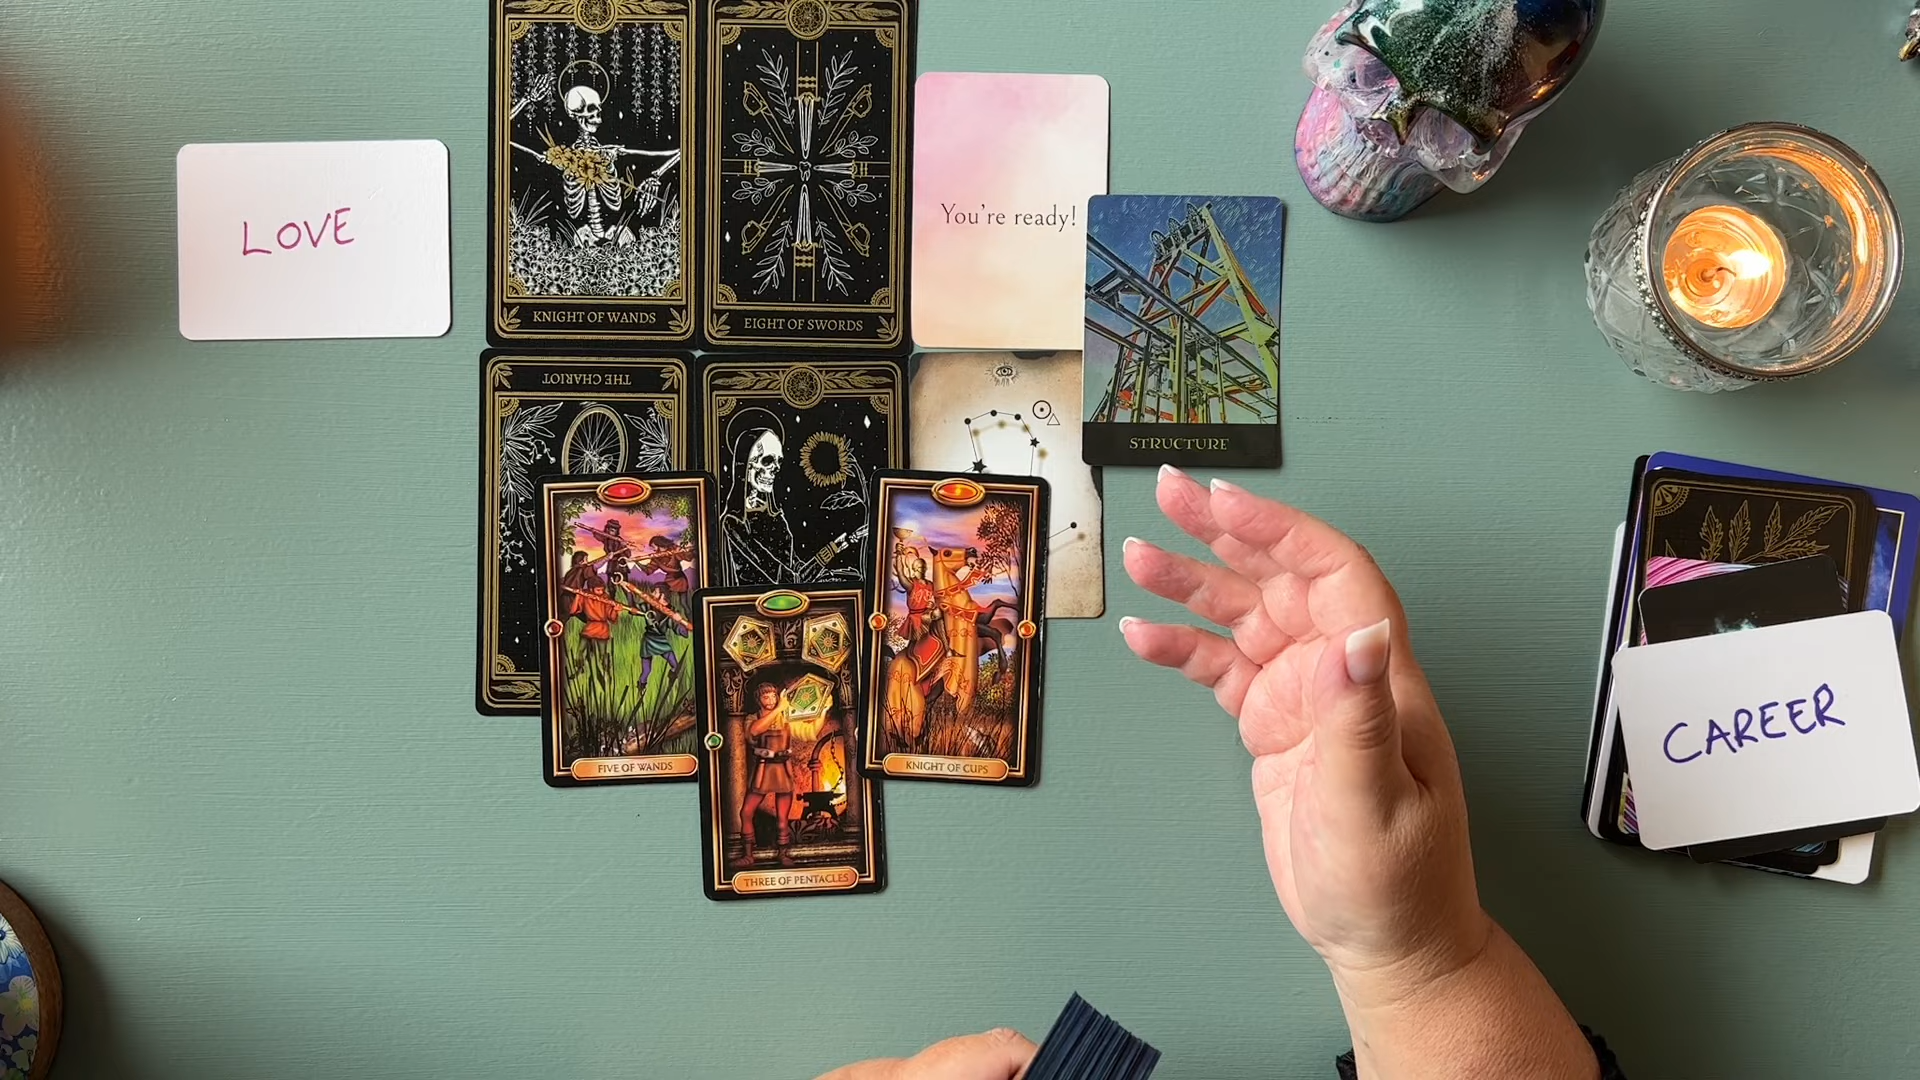 LOVE
KNIGHT OF WANDS
EIGHT OF SWORDS
You're ready!
STRUCTURE
THE CHARIOT
FIVE OF WANDS
KNIGHT OF CUPS
THREE OF PENTACLES
CAREER